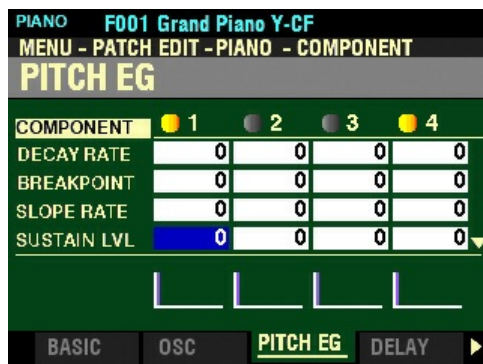 PIANO F001 Grand Piano Y-CF
MENU - PATCH EDIT - PIANO - COMPONENT
PITCH EG
COMPONENT 1 2 3 4
DECAY RATE 0 0 0 0
BREAKPOINT 0 0 0 0
SLOPE RATE 0 0 0 0
SUSTAIN LVL 0 0 0 0
BASIC OSC PITCH EG DELAY